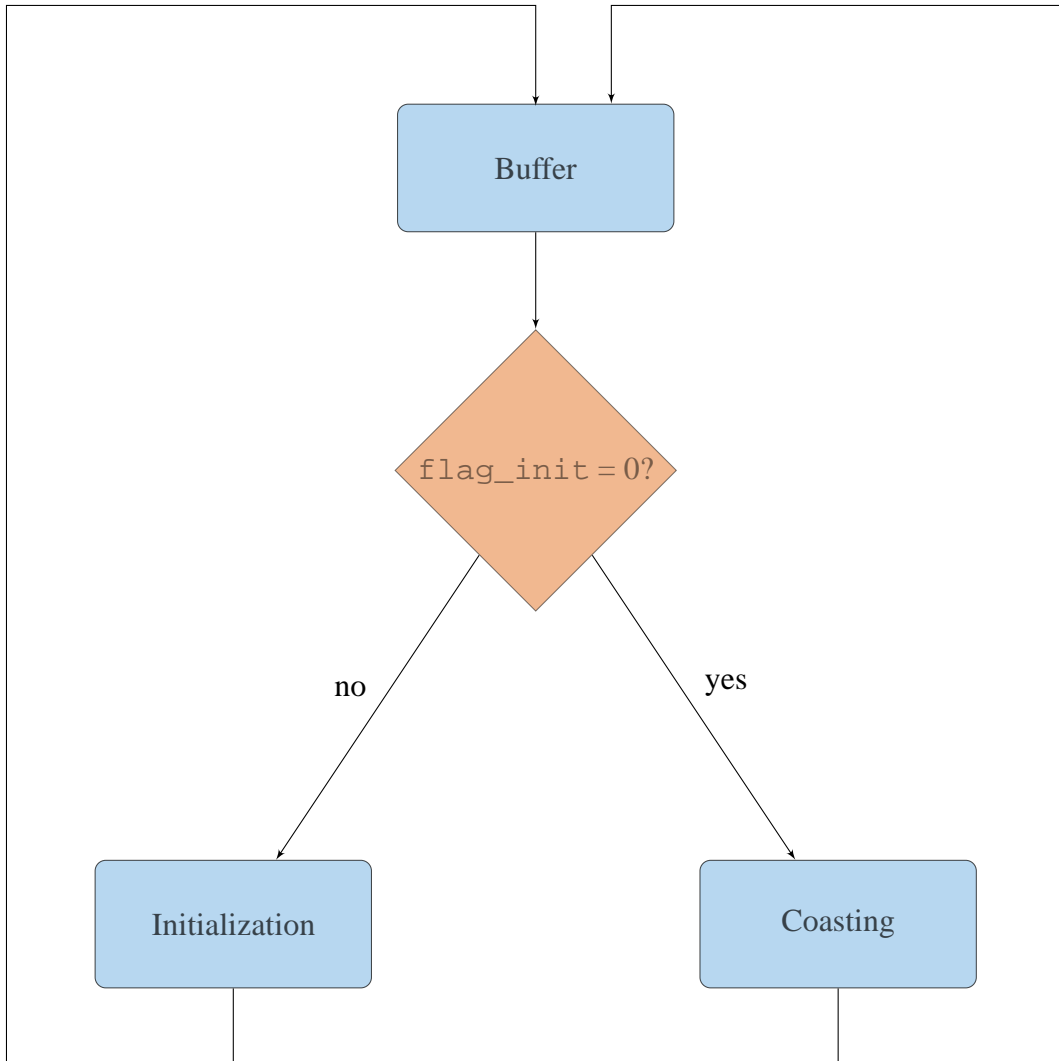 Buffer
flag_init = 0?
no
yes
Initialization
Coasting